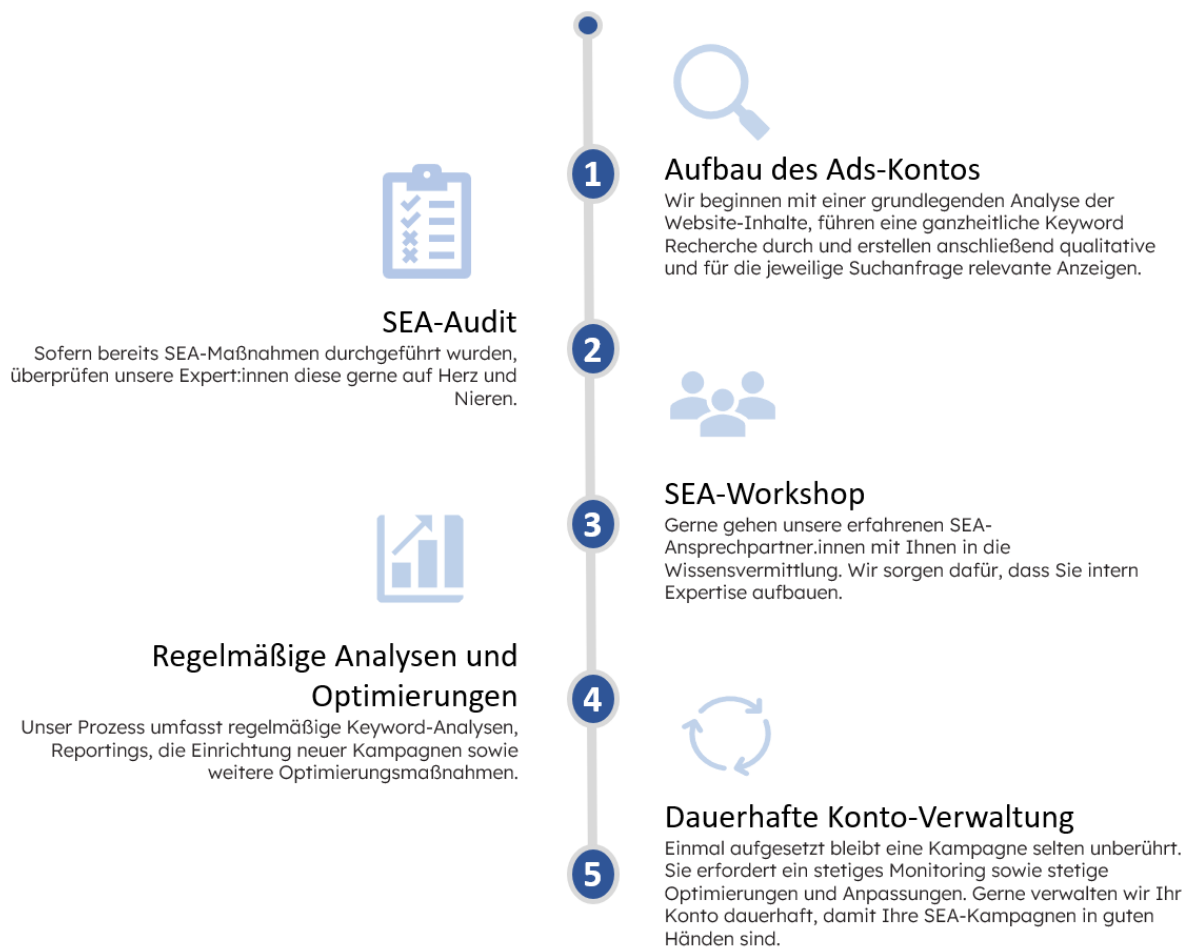 1
Aufbau des Ads-Kontos
Wir beginnen mit einer grundlegenden Analyse der
Website-Inhalte, führen eine ganzheitliche Keyword
Recherche durch und erstellen anschließend qualitative
und für die jeweilige Suchanfrage relevante Anzeigen.
2
SEA-Audit
Sofern bereits SEA-Maßnahmen durchgeführt wurden,
überprüfen unsere Expert:innen diese gerne auf Herz und
Nieren.
3
SEA-Workshop
Gerne gehen unsere erfahrenen SEA-
Ansprechpartner.innen mit Ihnen in die
Wissensvermittlung. Wir sorgen dafür, dass Sie intern
Expertise aufbauen.
4
Regelmäßige Analysen und
Optimierungen
Unser Prozess umfasst regelmäßige Keyword-Analysen,
Reportings, die Einrichtung neuer Kampagnen sowie
weitere Optimierungsmaßnahmen.
5
Dauerhafte Konto-Verwaltung
Einmal aufgesetzt bleibt eine Kampagne selten unberührt.
Sie erfordert ein stetiges Monitoring sowie stetige
Optimierungen und Anpassungen. Gerne verwalten wir Ihr
Konto dauerhaft, damit Ihre SEA-Kampagnen in guten
Händen sind.